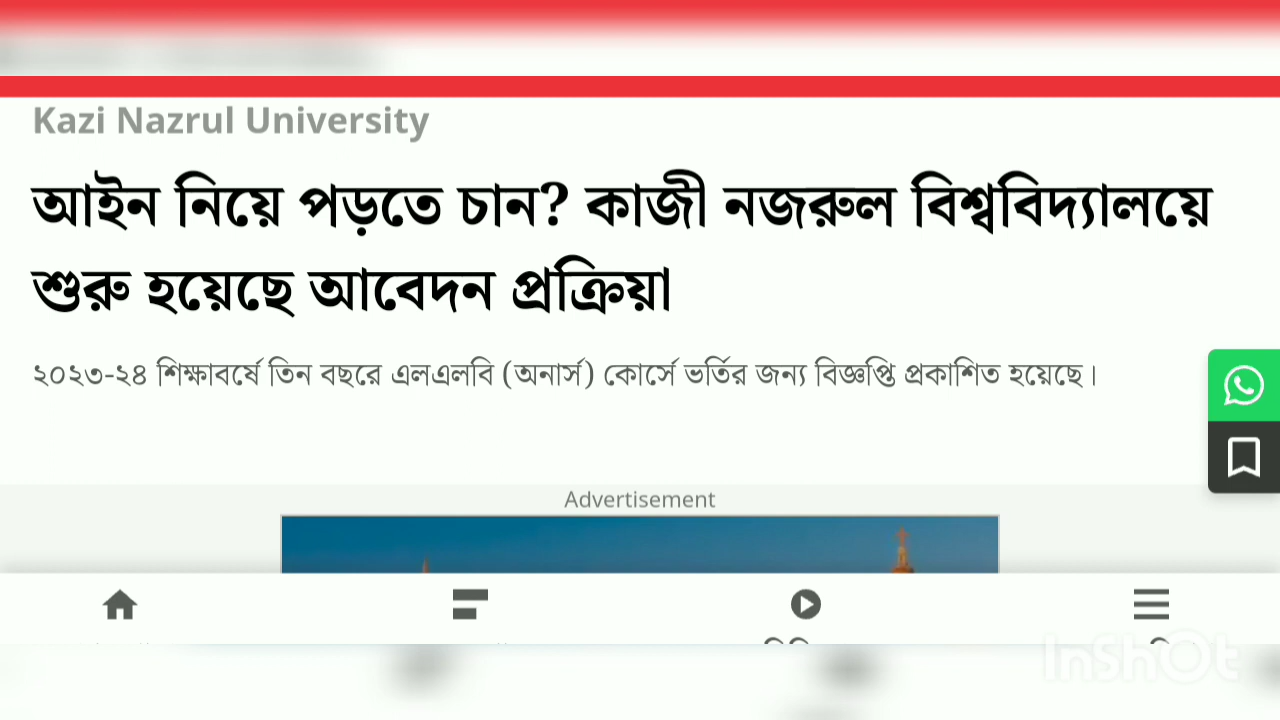 Kazi Nazrul University
আইন নিয়ে পড়তে চান? কাজী নজরুল বিশ্ববিদ্যালয়ে
শুরু হয়েছে আবেদন প্রক্রিয়া
২০২৩-২৪ শিক্ষাবর্ষে তিন বছরে এলএলবি (অনার্স) কোর্সে ভর্তির জন্য বিজ্ঞপ্তি প্রকাশিত হয়েছে।
Advertisement
InShOt